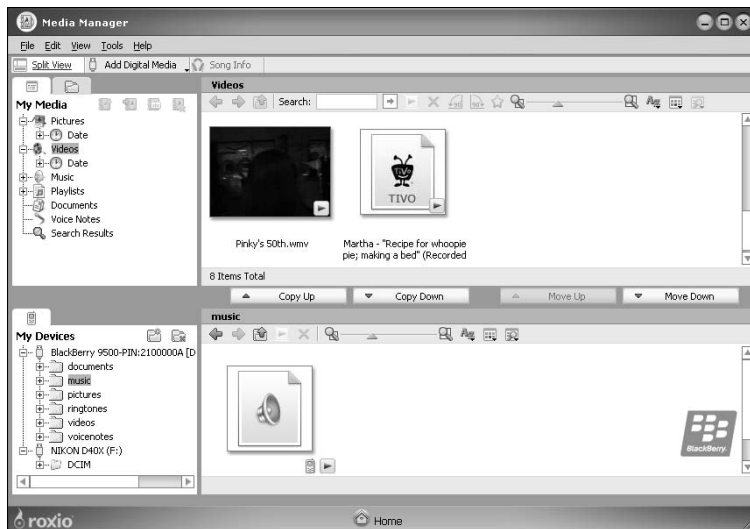 Media Manager
File Edit View Tools Help
Split View Add Digital Media Song Info
My Media
Pictures
Date
Videos
Date
Music
Playlists
Documents
Voice Notes
Search Results
Videos
Search:
TiVo
TIVO
Pinky's 50th.wmv
Martha - "Recipe for whoopie
pie; making a bed" (Recorded
8 Items Total
Copy Up Copy Down Move Up Move Down
My Devices
BlackBerry 9500-PIN:2100000A [D
documents
music
pictures
ringtones
videos
voicenotes
NIKON D40X (F:)
DCIM
music
BlackBerry
roxio
Home